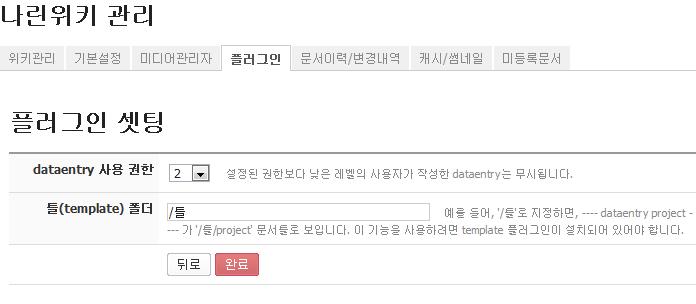 나린위키 관리
위키관리 기본설정 미디어관리자 플러그인 문서이력/변경내역 캐시/썸네일 미등록문서
플러그인 셋팅
dataentry 사용 권한 2 설정된 권한보다 낮은 레벨의 사용자가 작성한 dataentry는 무시됩니다.
틀(template) 폴더 /틀 예를 들어, '/틀'로 지정하면, ---- dataentry project -
--- 가 '/틀/project' 문서틀로 보입니다. 이 기능을 사용하려면 template 플러그인이 설치되어 있어야 합니다.
뒤로 완료